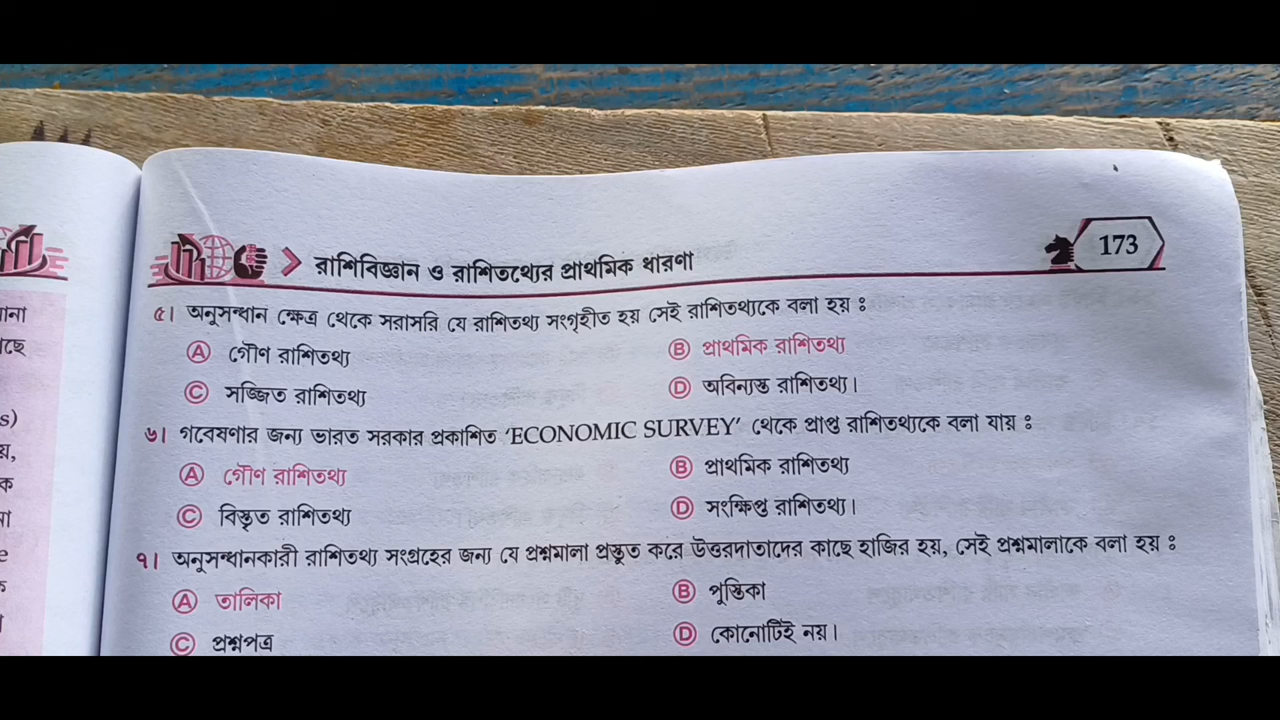 রাশিবিজ্ঞান ও রাশিতথ্যের প্রাথমিক ধারণা
173
৫। অনুসন্ধান ক্ষেত্র থেকে সরাসরি যে রাশিতথ্য সংগৃহীত হয় সেই রাশিতথ্যকে বলা হয় ঃ
Ⓐ গৌণ রাশিতথ্য Ⓑ প্রাথমিক রাশিতথ্য
Ⓒ সজ্জিত রাশিতথ্য Ⓓ অবিন্যস্ত রাশিতথ্য।
৬। গবেষণার জন্য ভারত সরকার প্রকাশিত ‘ECONOMIC SURVEY’ থেকে প্রাপ্ত রাশিতথ্যকে বলা যায় ঃ
Ⓐ গৌণ রাশিতথ্য Ⓑ প্রাথমিক রাশিতথ্য
Ⓒ বিস্তৃত রাশিতথ্য Ⓓ সংক্ষিপ্ত রাশিতথ্য।
৭। অনুসন্ধানকারী রাশিতথ্য সংগ্রহের জন্য যে প্রশ্নমালা প্রস্তুত করে উত্তরদাতাদের কাছে হাজির হয়, সেই প্রশ্নমালাকে বলা হয় ঃ
Ⓐ তালিকা Ⓑ পুস্তিকা
Ⓒ প্রশ্নপত্র Ⓓ কোনোটিই নয়।